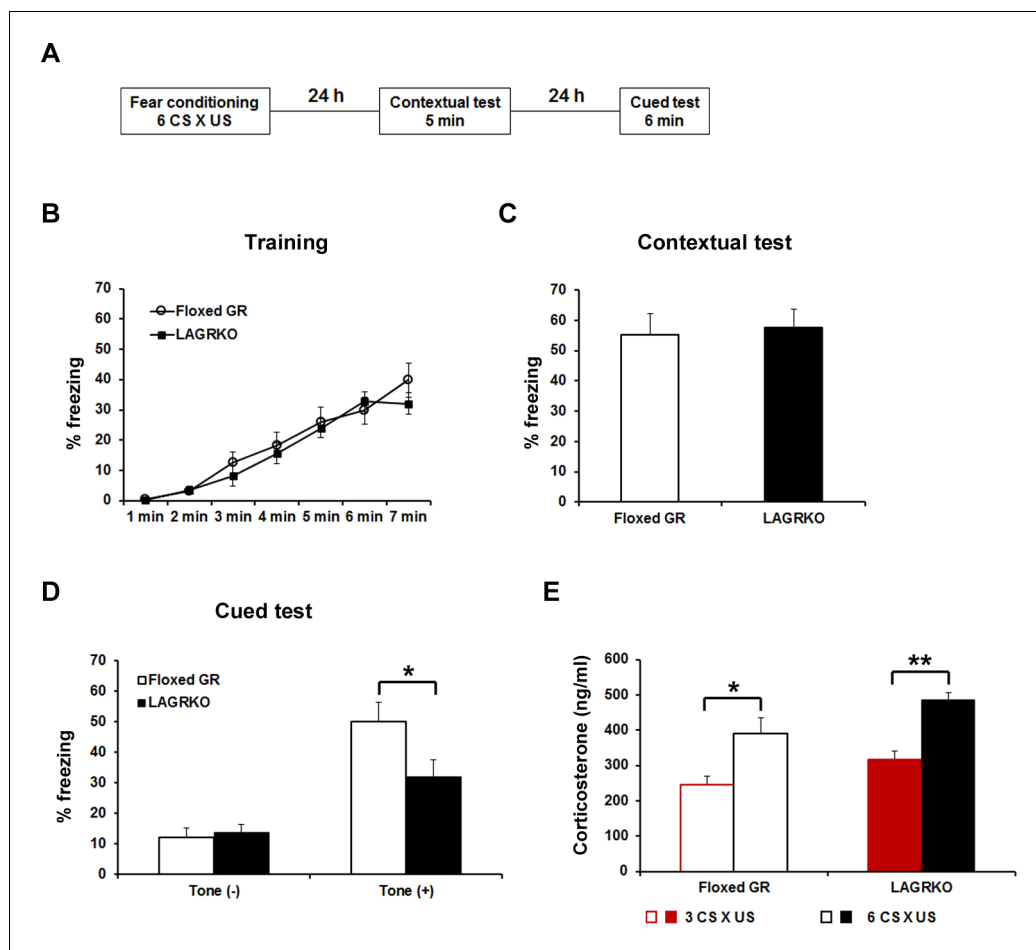 A
Fear conditioning
6 CS X US
24 h
Contextual test
5 min
24 h
Cued test
6 min
B
Training
% freezing
70
60
50
40
30
20
10
0
Floxed GR
LAGRKO
1 min 2 min 3 min 4 min 5 min 6 min 7 min
C
Contextual test
% freezing
70
60
50
40
30
20
10
0
Floxed GR LAGRKO
D
Cued test
% freezing
70
60
50
40
30
20
10
0
Floxed GR
LAGRKO
*
Tone (-) Tone (+)
E
Corticosterone (ng/ml)
600
500
400
300
200
100
0
*
**
Floxed GR LAGRKO
3 CS X US 6 CS X US